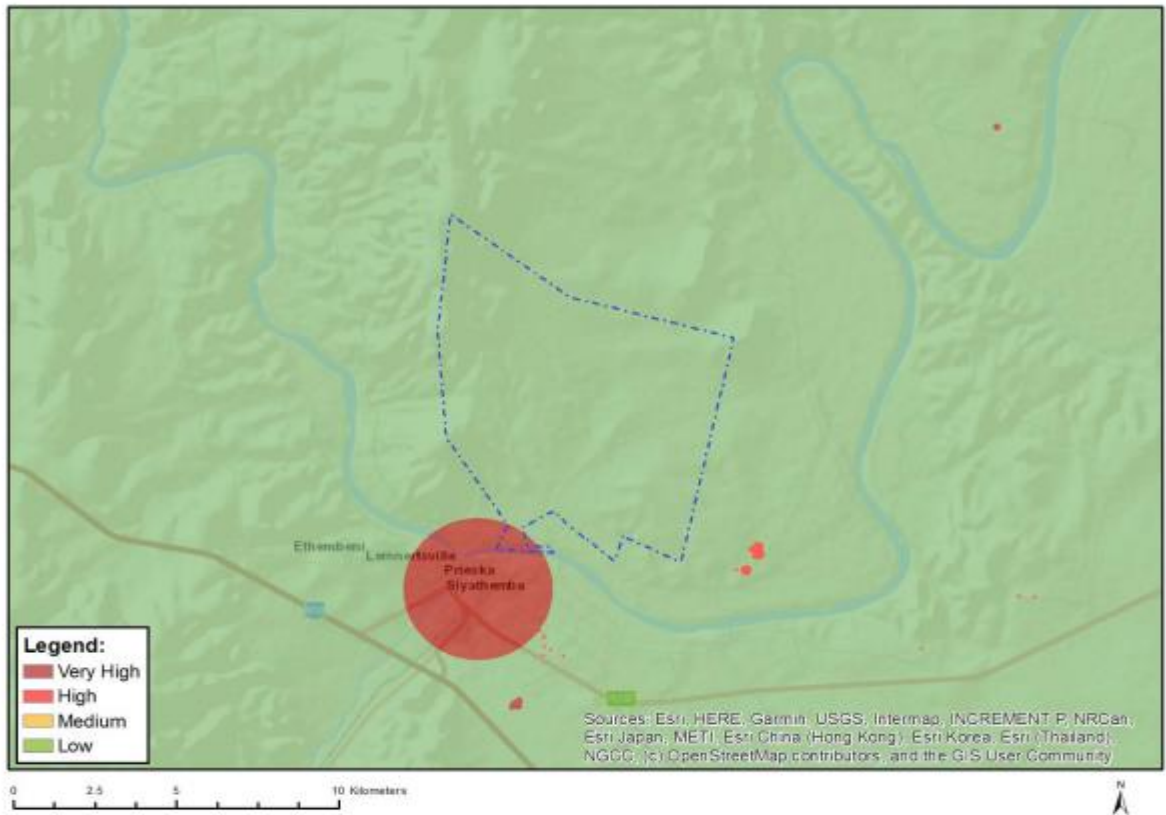 Ethembeni
Lemmertsville
Prieska
Siyathemba
Legend:
Very High
High
Medium
Low
Sources: Esri, HERE, Garmin, USGS, Intermap, INCREMENT P, NRCan,
Esri Japan, METI, Esri China (Hong Kong), Esri Korea, Esri (Thailand),
NGCC, (c) OpenStreetMap contributors, and the GIS User Community
0 2.5 5 10 Kilometers
N